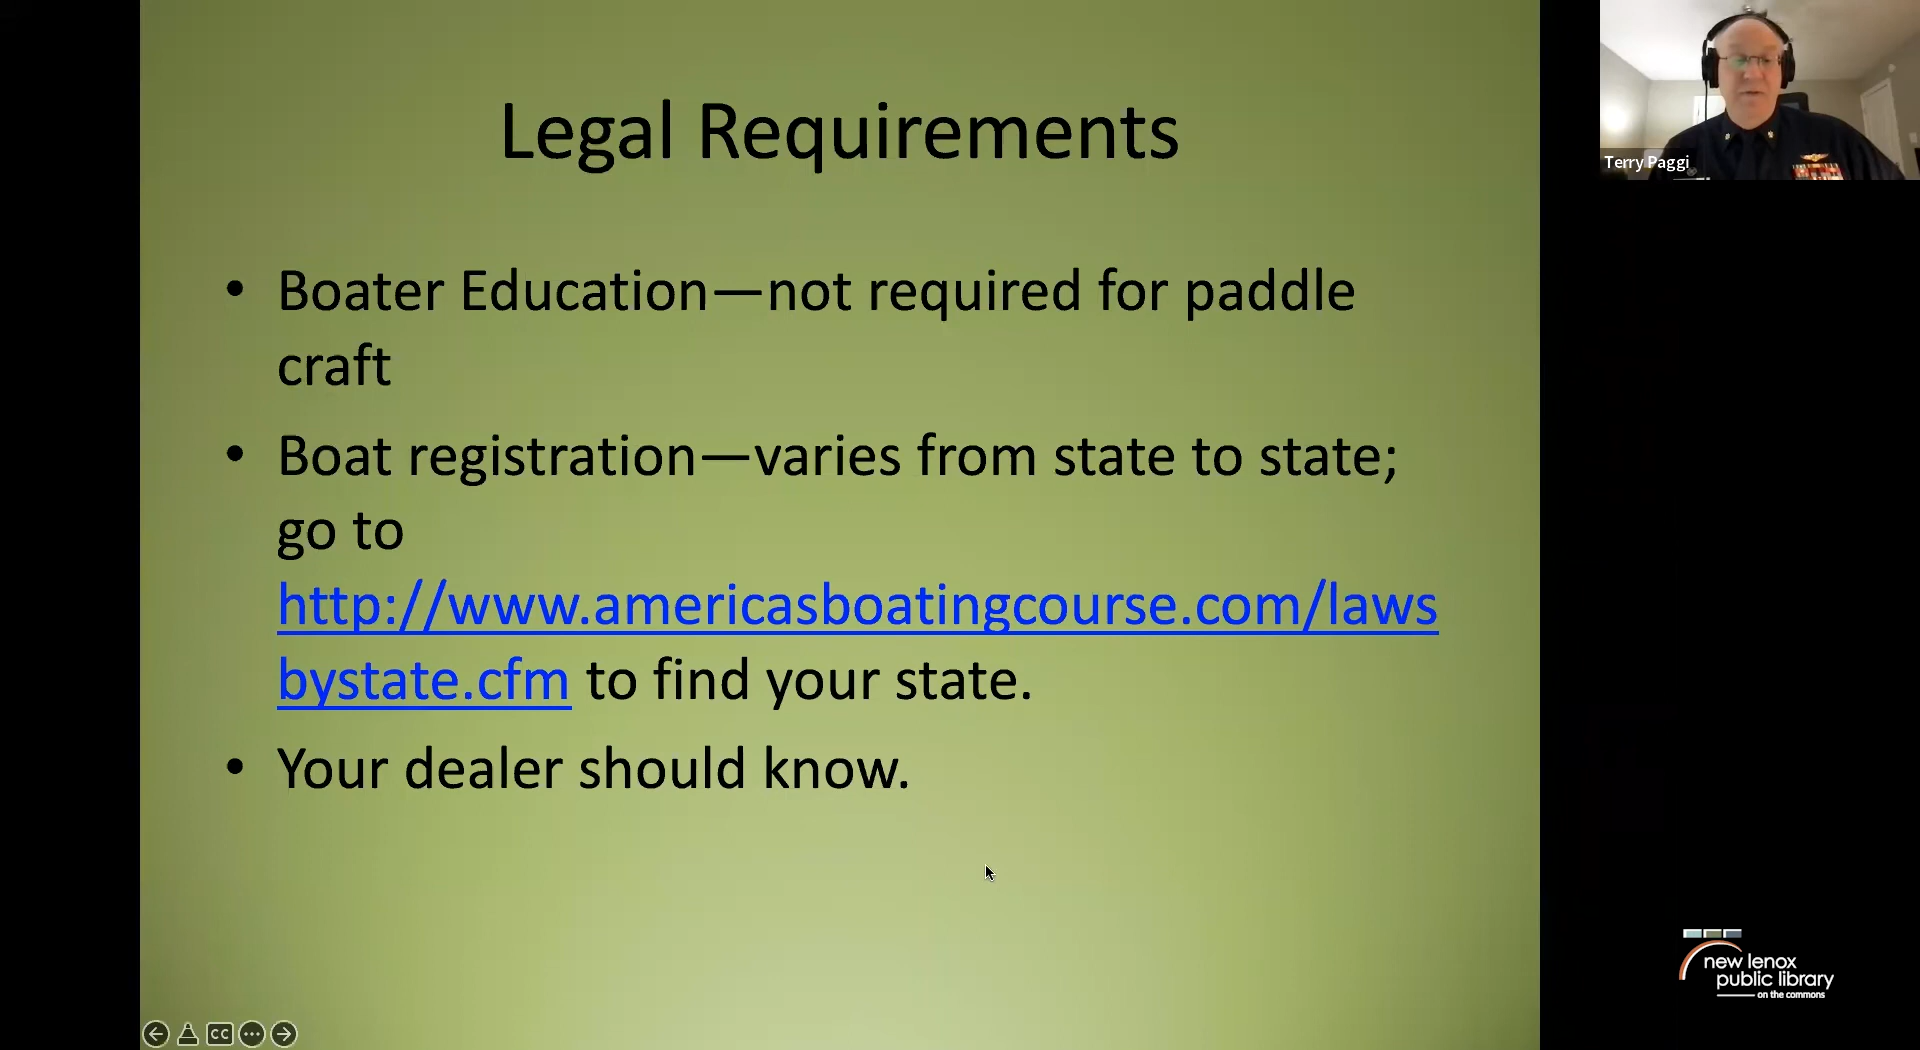 Legal Requirements
• Boater Education—not required for paddle
craft
• Boat registration—varies from state to state;
go to
http://www.americasboatingcourse.com/laws
bystate.cfm to find your state.
• Your dealer should know.
Terry Paggi
new lenox
public library
on the commons
CC